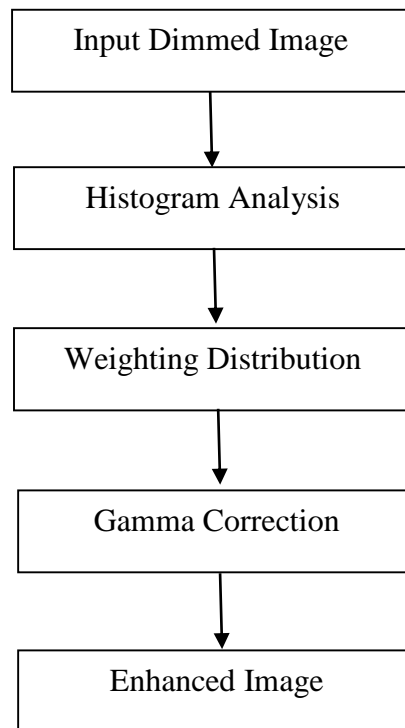 Input Dimmed Image
Histogram Analysis
Weighting Distribution
Gamma Correction
Enhanced Image